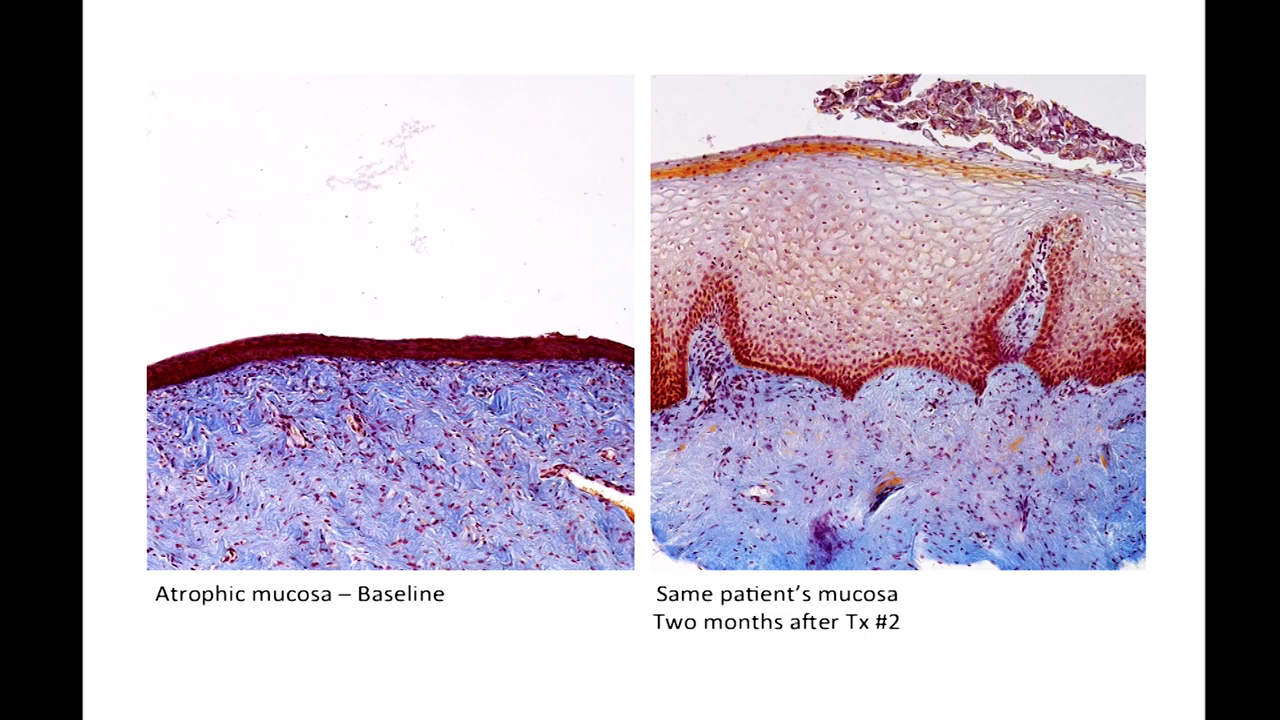 Atrophic mucosa – Baseline
Same patient’s mucosa
Two months after Tx #2